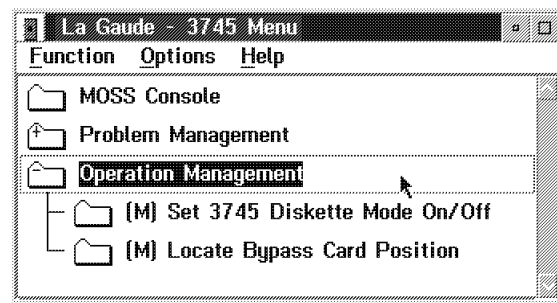 La Gaude - 3745 Menu
Function Options Help
MOSS Console
Problem Management
Operation Management
(M) Set 3745 Diskette Mode On/Off
(M) Locate Bypass Card Position